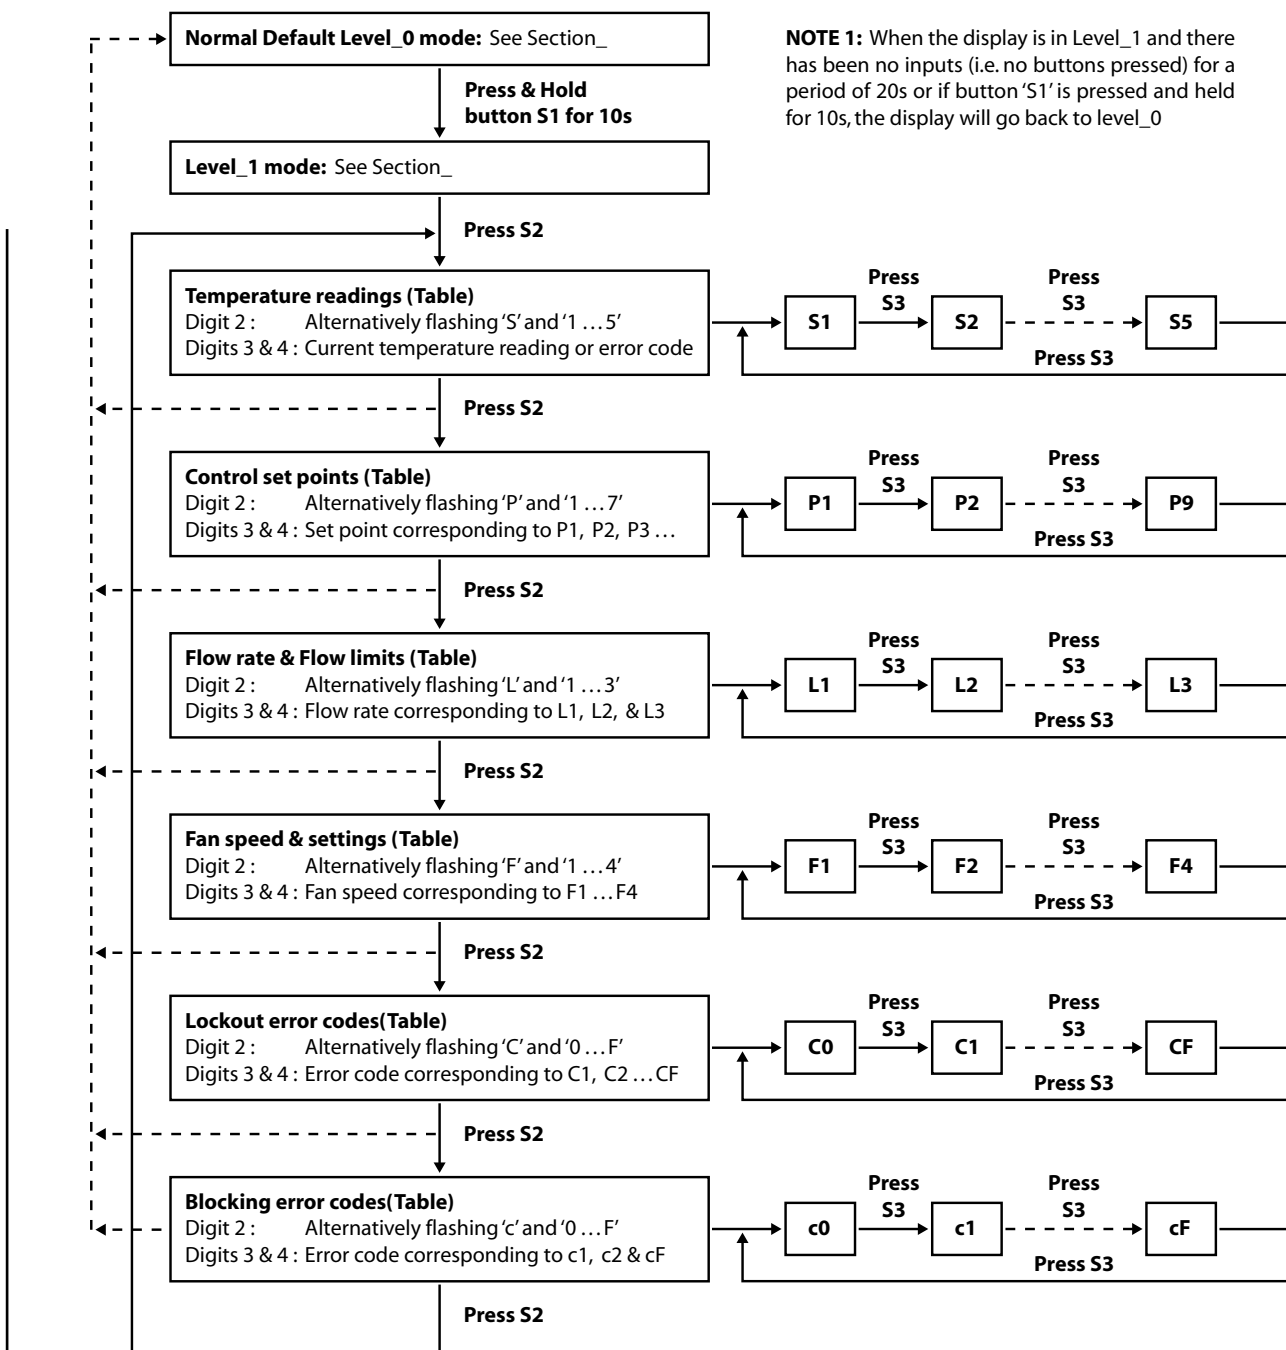 Normal Default Level_0 mode: See Section_
NOTE 1: When the display is in Level_1 and there
has been no inputs (i.e. no buttons pressed) for a
period of 20s or if button ‘S1’ is pressed and held
for 10s, the display will go back to level_0
Press & Hold
button S1 for 10s
Level_1 mode: See Section_
Press S2
Temperature readings (Table)
Digit 2 : Alternatively flashing ‘S’ and ‘1 …5’
Digits 3 & 4 : Current temperature reading or error code
S1
Press
S3
S2
Press
S3
S5
Press S3
Press S2
Control set points (Table)
Digit 2 : Alternatively flashing ‘P’ and ‘1 …7’
Digits 3 & 4 : Set point corresponding to P1, P2, P3 …
P1
Press
S3
P2
Press
S3
P9
Press S3
Press S2
Flow rate & Flow limits (Table)
Digit 2 : Alternatively flashing ‘L’ and ‘1 …3’
Digits 3 & 4 : Flow rate corresponding to L1, L2, & L3
L1
Press
S3
L2
Press
S3
L3
Press S3
Press S2
Fan speed & settings (Table)
Digit 2 : Alternatively flashing ‘F’ and ‘1 …4’
Digits 3 & 4 : Fan speed corresponding to F1 …F4
F1
Press
S3
F2
Press
S3
F4
Press S3
Press S2
Lockout error codes(Table)
Digit 2 : Alternatively flashing ‘C’ and ‘0 …F’
Digits 3 & 4 : Error code corresponding to C1, C2 …CF
C0
Press
S3
C1
Press
S3
CF
Press S3
Press S2
Blocking error codes(Table)
Digit 2 : Alternatively flashing ‘c’ and ‘0 …F’
Digits 3 & 4 : Error code corresponding to c1, c2 & cF
c0
Press
S3
c1
Press
S3
cF
Press S3
Press S2